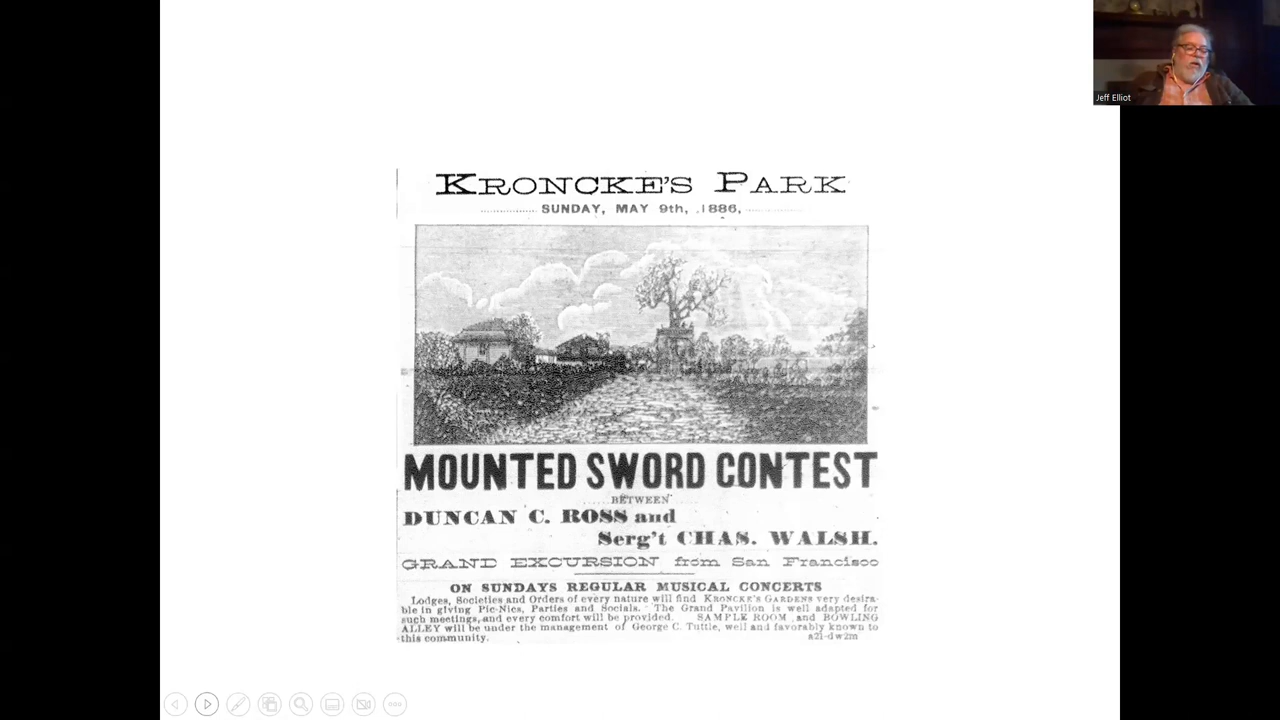 Jeff Elliot
KRONCKE'S PARK
SUNDAY, MAY 9th, 1886,
MOUNTED SWORD CONTEST
BETWEEN
DUNCAN C. ROSS and
Serg't CHAS. WALSH.
GRAND EXCURSION from San Francisco
ON SUNDAYS REGULAR MUSICAL CONCERTS
Lodges, Societies and Orders of every nature will find KRONCKE'S GARDENS very desira-
ble in giving Pic-Nics, Parties and Socials. The Grand Pavilion is well adapted for
such meetings, and every comfort will be provided. SAMPLE ROOM and BOWLING
ALLEY will be under the management of George C. Tuttle, well and favorably known to
this community. a21-dw2m